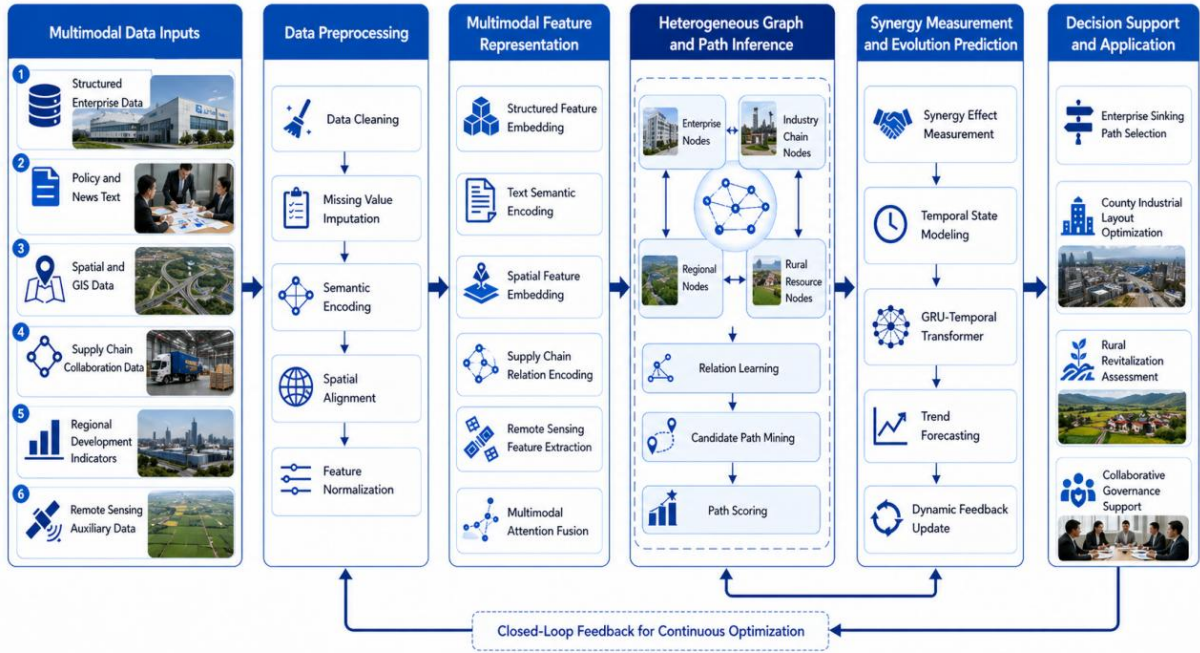 Multimodal Data Inputs
1
Structured
Enterprise Data
2
Policy and
News Text
3
Spatial and
GIS Data
4
Supply Chain
Collaboration Data
5
Regional
Development
Indicators
6
Remote Sensing
Auxiliary Data
Data Preprocessing
Data Cleaning
Missing Value
Imputation
Semantic
Encoding
Spatial
Alignment
Feature
Normalization
Multimodal Feature
Representation
Structured Feature
Embedding
Text Semantic
Encoding
Spatial Feature
Embedding
Supply Chain
Relation Encoding
Remote Sensing
Feature Extraction
Multimodal
Attention Fusion
Heterogeneous Graph
and Path Inference
Enterprise
Nodes
Industry
Chain
Nodes
Regional
Nodes
Rural
Resource
Nodes
Relation Learning
Candidate Path Mining
Path Scoring
Synergy Measurement
and Evolution Prediction
Synergy Effect
Measurement
Temporal State
Modeling
GRU-Temporal
Transformer
Trend
Forecasting
Dynamic Feedback
Update
Decision Support
and Application
Enterprise Sinking
Path Selection
County Industrial
Layout
Optimization
Rural
Revitalization
Assessment
Collaborative
Governance
Support
Closed-Loop Feedback for Continuous Optimization